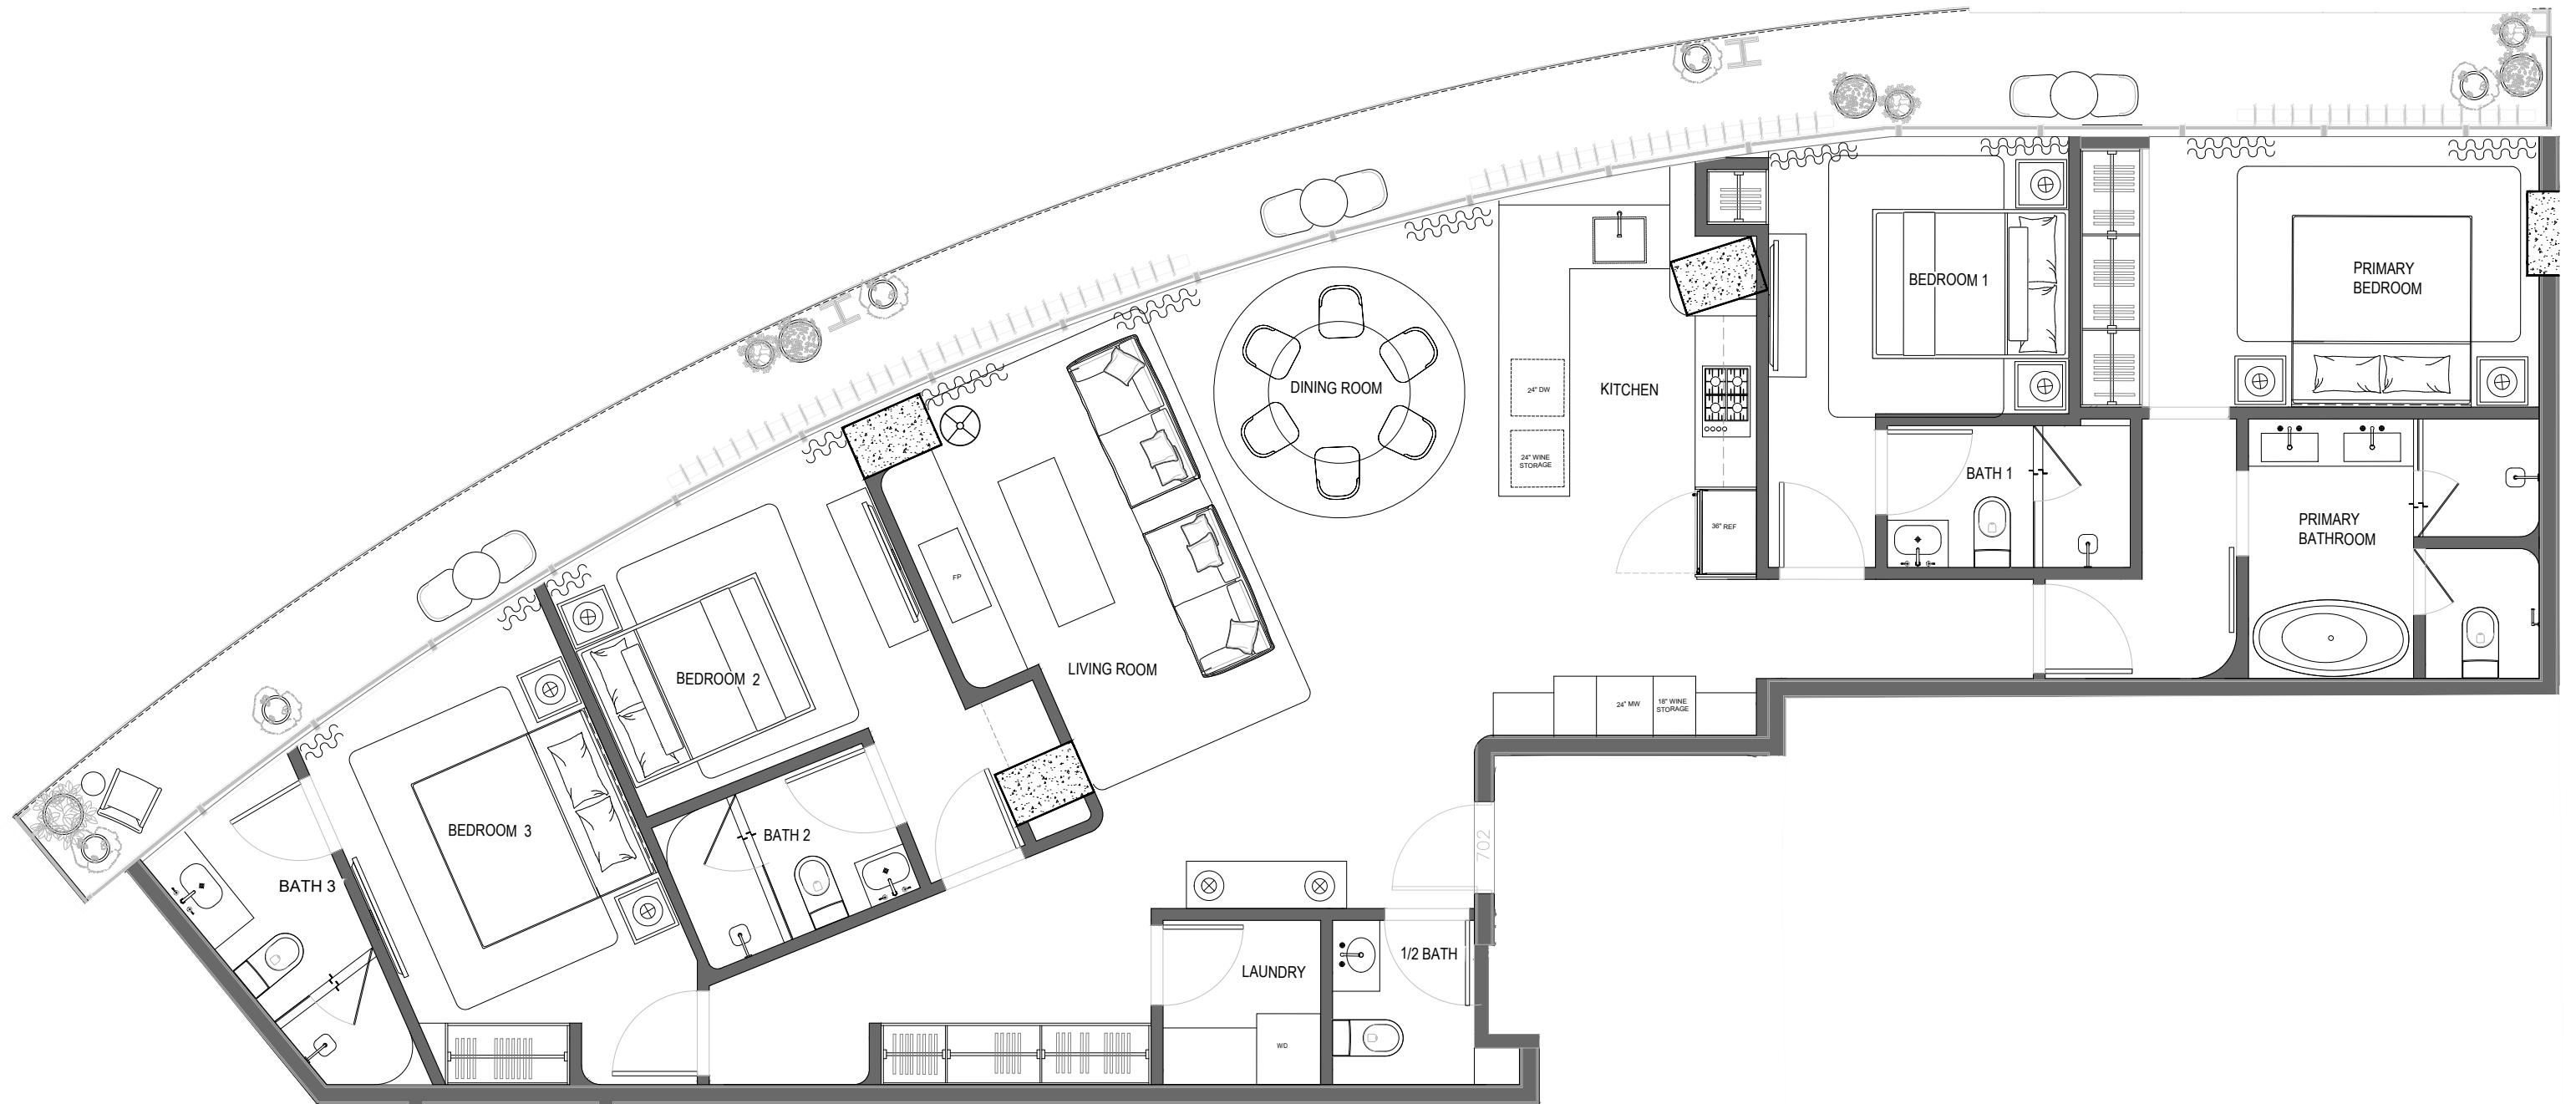 PRIMARY
BEDROOM
BEDROOM 1
DINING ROOM
KITCHEN
24" DW
24" WINE
STORAGE
BATH 1
36" REF
PRIMARY
BATHROOM
FP
LIVING ROOM
BEDROOM 2
24" MW
18" WINE
STORAGE
BEDROOM 3
BATH 2
702
BATH 3
1/2 BATH
LAUNDRY
W/D